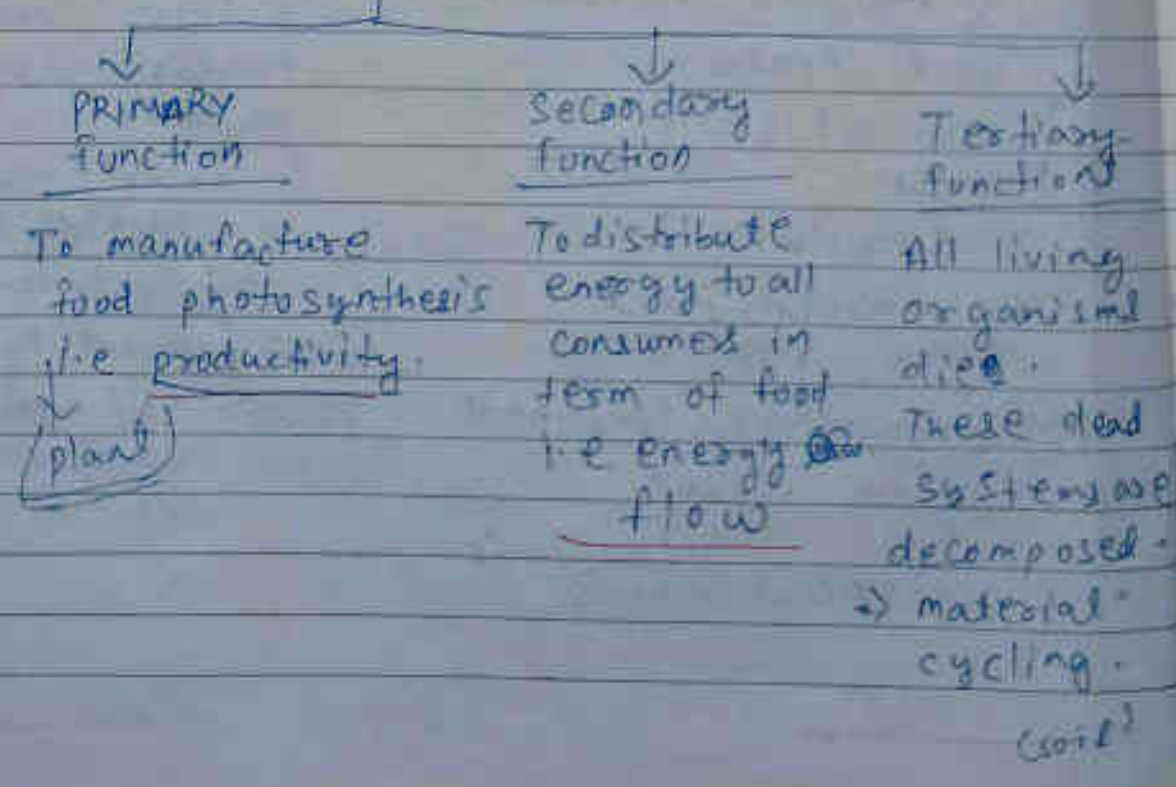 PRIMARY
function
To manufacture
food photosynthesis
i.e productivity.
plant
Secondary
function
To distribute
energy to all
consumers in
term of food
i.e energy
flow
Tertiary
function
All living
organisms
dies.
These dead
systems are
decomposed.
material
cycling.
(soil)